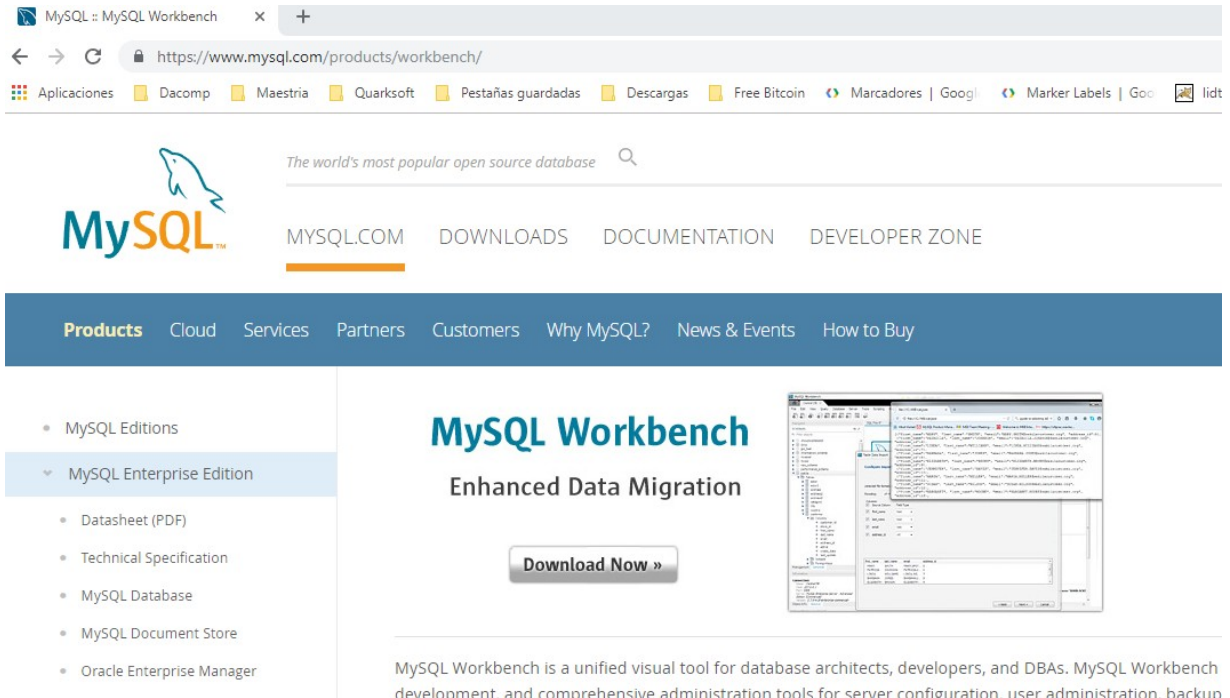 MySQL :: MySQL Workbench
https://www.mysql.com/products/workbench/
Aplicaciones Dacomp Maestria Quarksoft Pestañas guardadas Descargas Free Bitcoin Marcadores | Googl Marker Labels | Goo lidt
The world's most popular open source database
MySQL™
MYSQL.COM DOWNLOADS DOCUMENTATION DEVELOPER ZONE
Products Cloud Services Partners Customers Why MySQL? News & Events How to Buy
MySQL Editions
MySQL Enterprise Edition
Datasheet (PDF)
Technical Specification
MySQL Database
MySQL Document Store
Oracle Enterprise Manager
MySQL Workbench
Enhanced Data Migration
Download Now »
MySQL Workbench is a unified visual tool for database architects, developers, and DBAs. MySQL Workbench
development, and comprehensive administration tools for server configuration, user administration, backup